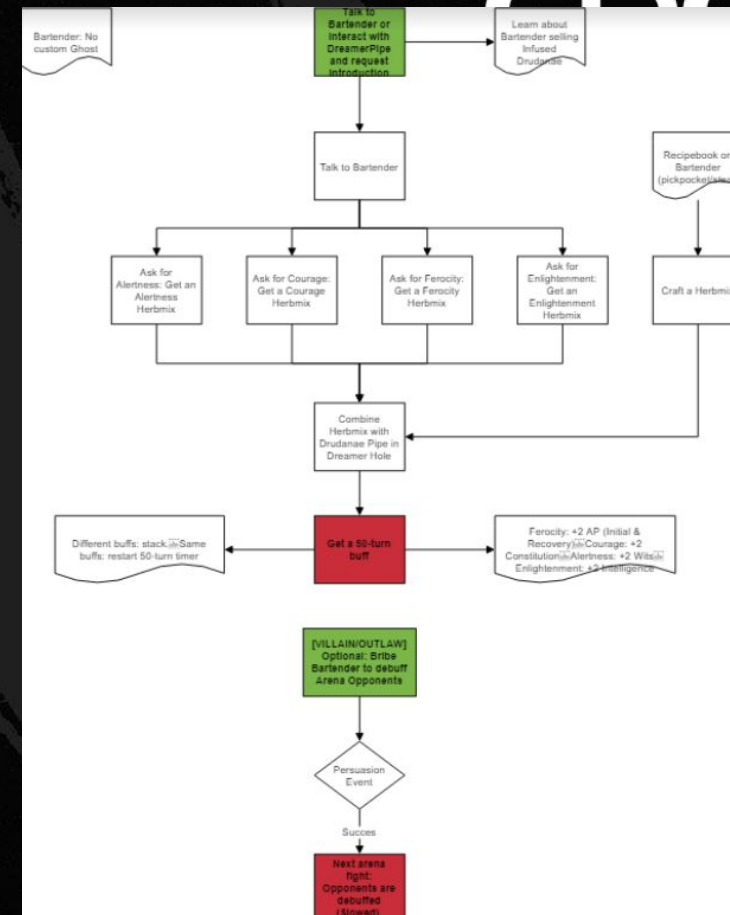 Bartender: No
custom Ghost
Talk to
Bartender or
Interact with
DreamerPipe
and request
Introduction
Learn about
Bartender selling
Infused
Drudanae
Talk to Bartender
Recipebook on
Bartender
Ask for
Alertness: Get an
Alertness
Herbmix
Ask for Courage:
Get a Courage
Herbmix
Ask for Ferocity:
Get a Ferocity
Herbmix
Ask for
Enlightenment:
Get an
Enlightenment
Herbmix
Craft a Herbmix
Combine
Herbmix with
Drudanae Pipe in
Dreamer Hole
Different buffs: stack. Same
buffs: restart 50-turn timer
Get a 50-turn
buff
Ferocity: +2 AP (Initial &
Recovery) Courage: +2
Constitution Alertness: +2 Wits
Enlightenment: +2 Intelligence
[VILLAIN/OUTLAW]
Optional: Bribe
Bartender to debuff
Arena Opponents
Persuasion
Event
Succes
Next arena
fight:
Opponents are
debuffed
(Slowed)